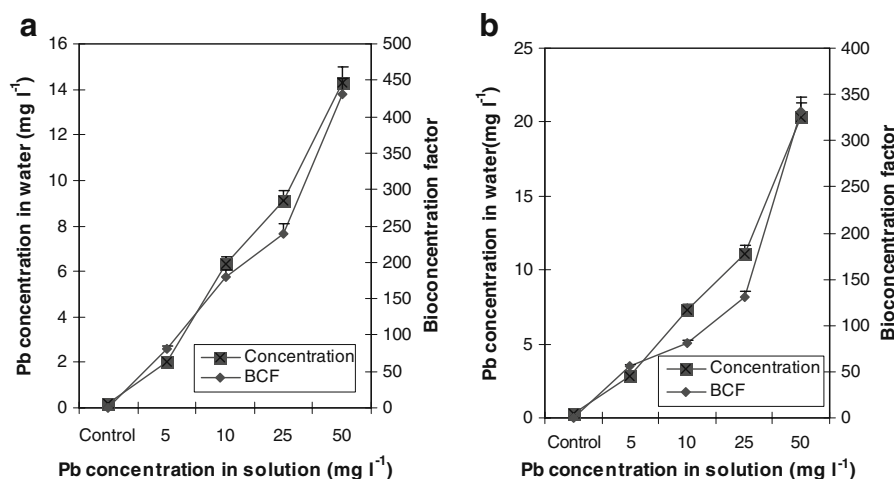 a
16
14
12
10
8
6
4
2
0
Pb concentration in water (mg l⁻¹)
500
450
400
350
300
250
200
150
100
50
0
Bioconcentration factor
Concentration
BCF
Control 5 10 25 50
Pb concentration in solution (mg l⁻¹)
b
25
20
15
10
5
0
Pb concentration in water(mg l⁻¹)
400
350
300
250
200
150
100
50
0
Bioconcentration factor
Concentration
BCF
Control 5 10 25 50
Pb concentration in solution (mg l⁻¹)